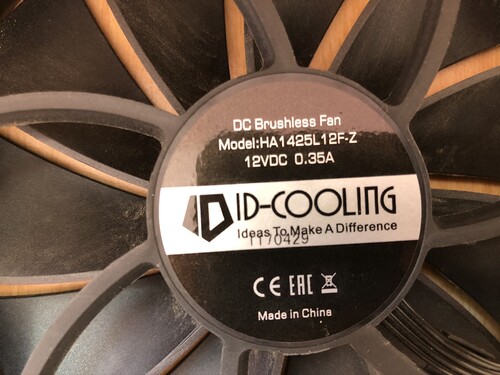 DC Brushless Fan
Model:HA1425L12F-Z
12VDC 0.35A
ID-COOLING
Ideas To Make A Difference
1170429
CE EAC
Made in China